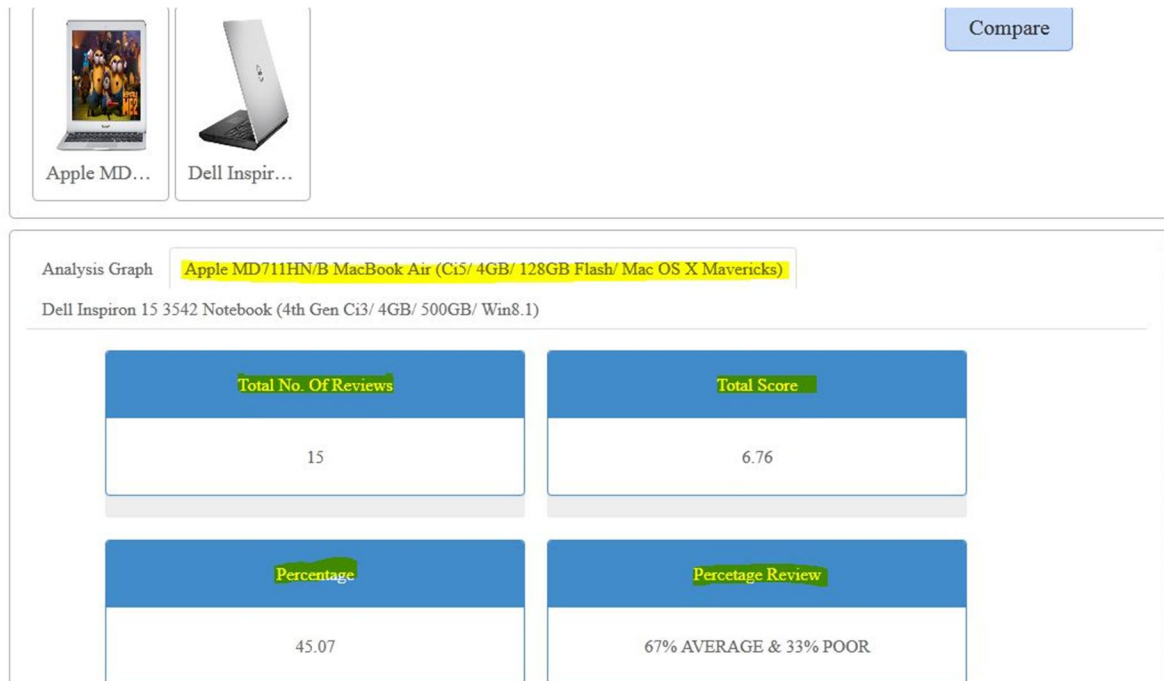 Compare
Apple MD...
Dell Inspir...
Analysis Graph
Apple MD711HN/B MacBook Air (Ci5/ 4GB/ 128GB Flash/ Mac OS X Mavericks)
Dell Inspiron 15 3542 Notebook (4th Gen Ci3/ 4GB/ 500GB/ Win8.1)
Total No. Of Reviews
Total Score
15
6.76
Percentage
Percetage Review
45.07
67% AVERAGE & 33% POOR